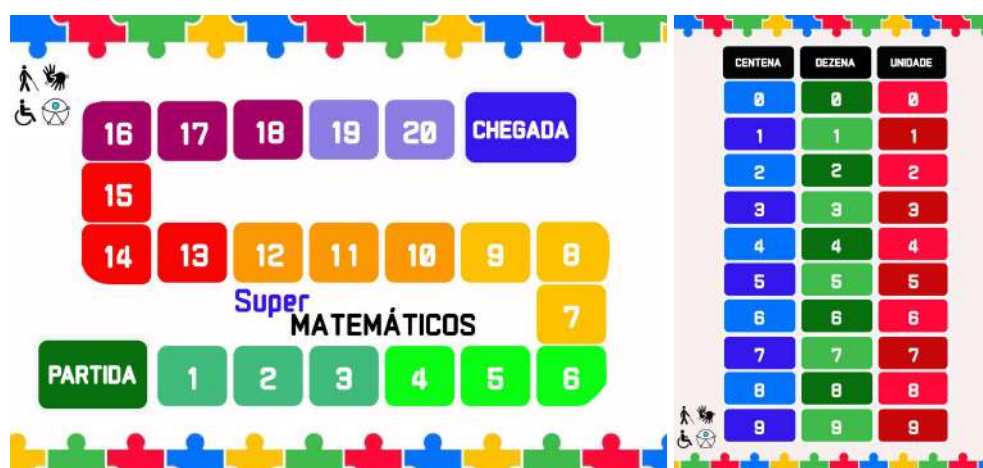 16 17 18 19 20 CHEGADA
15
14 13 12 11 10 9 8
Super
MATEMÁTICOS
7
PARTIDA 1 2 3 4 5 6
CENTENA DEZENA UNIDADE
0 0 0
1 1 1
2 2 2
3 3 3
4 4 4
5 5 5
6 6 6
7 7 7
8 8 8
9 9 9